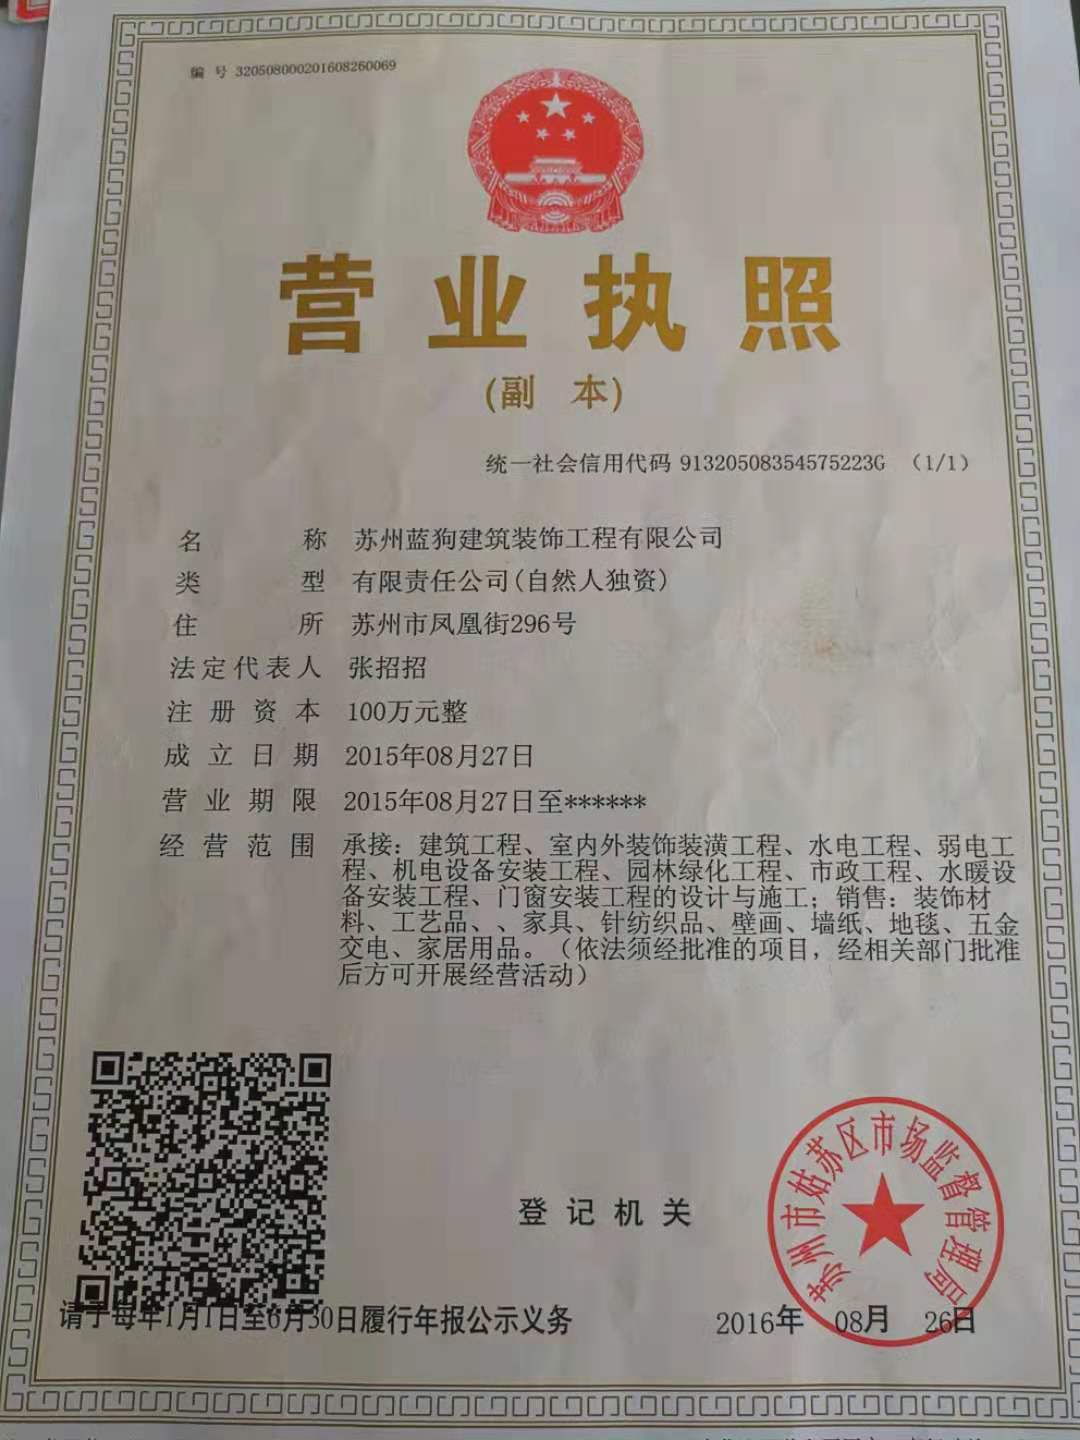 编 号 320508000201608260069
营业执照
(副 本)
统一社会信用代码 91320508354575223G （1/1）
名 称 苏州蓝狗建筑装饰工程有限公司
类 型 有限责任公司(自然人独资)
住 所 苏州市凤凰街296号
法定代表人 张招招
注 册 资 本 100万元整
成 立 日 期 2015年08月27日
营 业 期 限 2015年08月27日至******
经 营 范 围 承接：建筑工程、室内外装饰装潢工程、水电工程、弱电工
程、机电设备安装工程、园林绿化工程、市政工程、水暖设
备安装工程、门窗安装工程的设计与施工；销售：装饰材
料、工艺品、、家具、针纺织品、壁画、墙纸、地毯、五金
交电、家居用品。（依法须经批准的项目，经相关部门批准
后方可开展经营活动）
登 记 机 关
苏州市姑苏区市场监督管理局
请于每年1月1日至6月30日履行年报公示义务
2016年 08月 26日